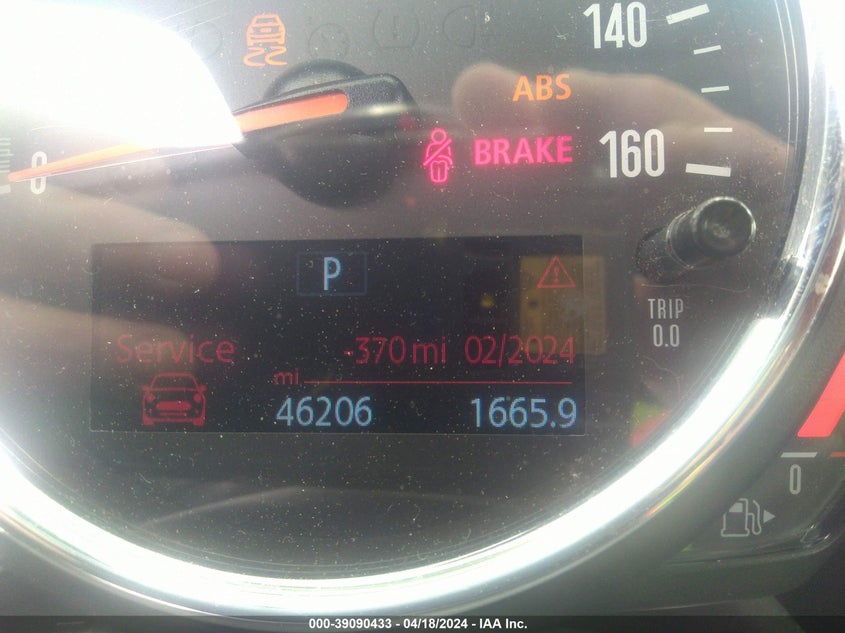 140
ABS
BRAKE 160
0
P
TRIP
0.0
Service -370 mi 02/2024
mi
46206 1665.9
0
000-39090433 - 04/18/2024 - IAA Inc.